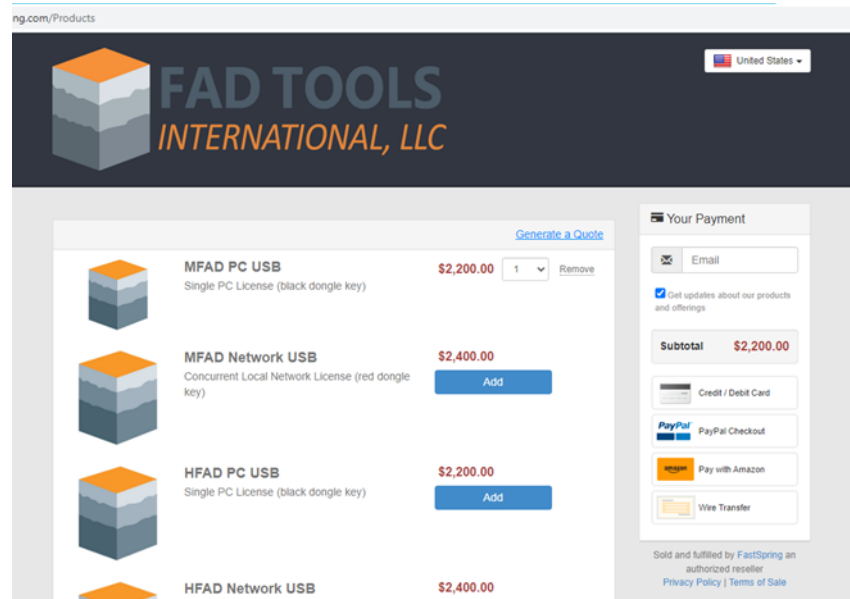 ng.com/Products
FAD TOOLS
INTERNATIONAL, LLC
United States
Generate a Quote
MFAD PC USB
Single PC License (black dongle key)
$2,200.00
1
Remove
MFAD Network USB
Concurrent Local Network License (red dongle
key)
$2,400.00
Add
HFAD PC USB
Single PC License (black dongle key)
$2,200.00
Add
HFAD Network USB
$2,400.00
Your Payment
Email
Get updates about our products
and offerings
Subtotal $2,200.00
Credit / Debit Card
PayPal PayPal Checkout
amazon Pay with Amazon
Wire Transfer
Sold and fulfilled by FastSpring an
authorized reseller
Privacy Policy | Terms of Sale